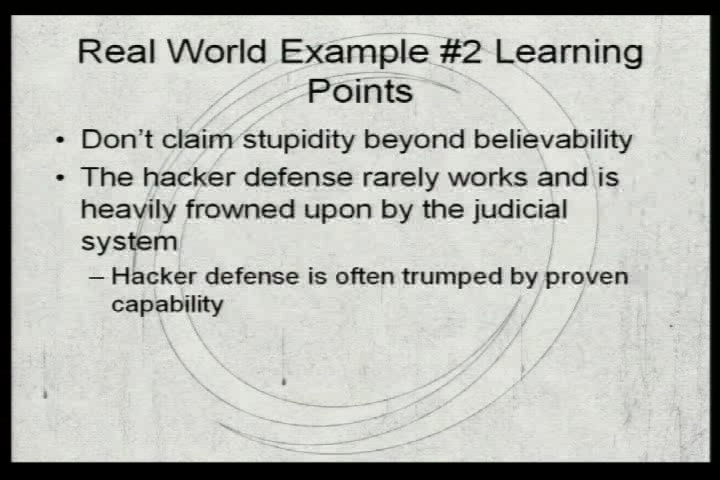 Real World Example #2 Learning
Points
• Don't claim stupidity beyond believability
• The hacker defense rarely works and is
heavily frowned upon by the judicial
system
– Hacker defense is often trumped by proven
capability